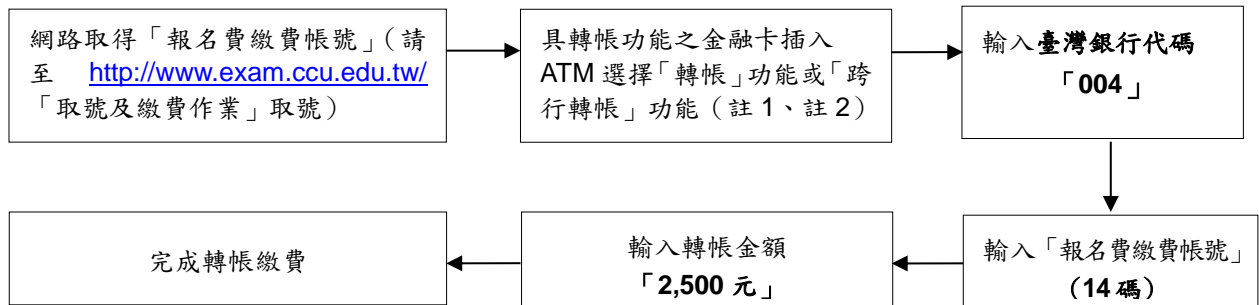 網路取得「報名費繳費帳號」（請
至 http://www.exam.ccu.edu.tw/
「取號及繳費作業」取號）
具轉帳功能之金融卡插入
ATM 選擇「轉帳」功能或「跨
行轉帳」功能（註 1、註 2）
輸入臺灣銀行代碼
「004」
輸入「報名費繳費帳號」
（14 碼）
輸入轉帳金額
「2,500 元」
完成轉帳繳費